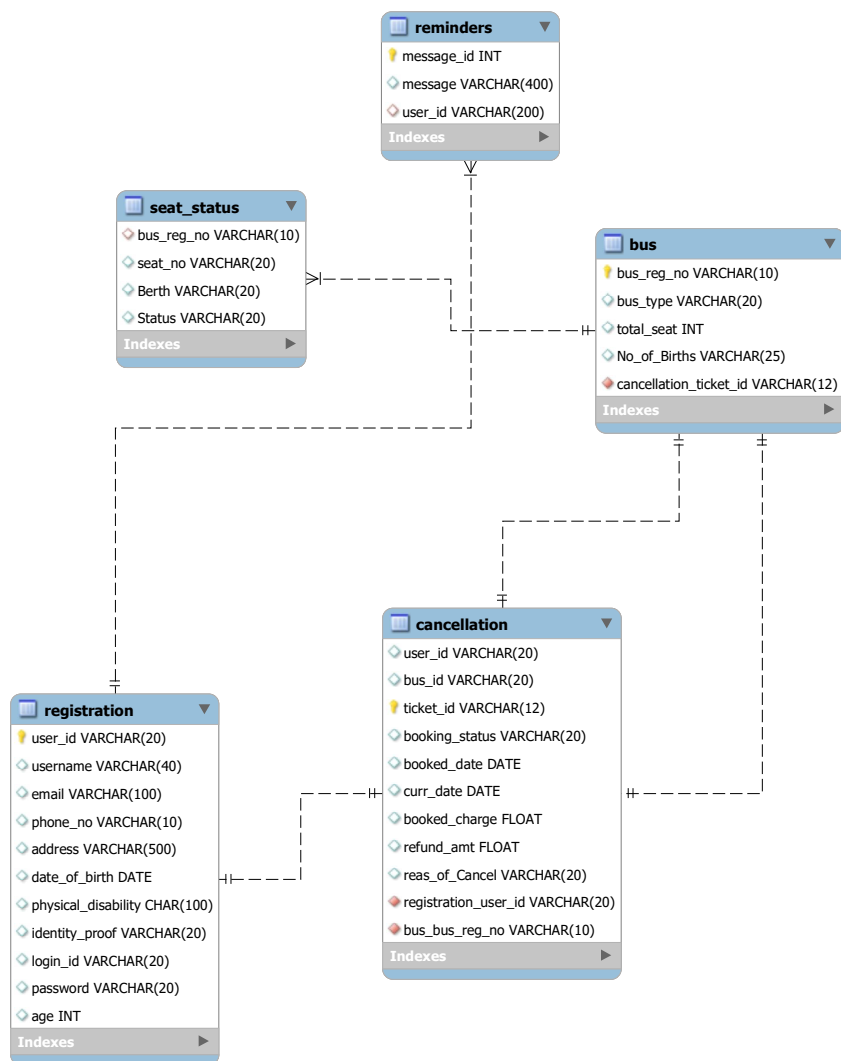 reminders
message_id INT
message VARCHAR(400)
user_id VARCHAR(200)
Indexes
seat_status
bus_reg_no VARCHAR(10)
seat_no VARCHAR(20)
Berth VARCHAR(20)
Status VARCHAR(20)
Indexes
bus
bus_reg_no VARCHAR(10)
bus_type VARCHAR(20)
total_seat INT
No_of_Births VARCHAR(25)
cancellation_ticket_id VARCHAR(12)
Indexes
cancellation
user_id VARCHAR(20)
bus_id VARCHAR(20)
ticket_id VARCHAR(12)
booking_status VARCHAR(20)
booked_date DATE
curr_date DATE
booked_charge FLOAT
refund_amt FLOAT
reas_of_Cancel VARCHAR(20)
registration_user_id VARCHAR(20)
bus_bus_reg_no VARCHAR(10)
Indexes
registration
user_id VARCHAR(20)
username VARCHAR(40)
email VARCHAR(100)
phone_no VARCHAR(10)
address VARCHAR(500)
date_of_birth DATE
physical_disability CHAR(100)
identity_proof VARCHAR(20)
login_id VARCHAR(20)
password VARCHAR(20)
age INT
Indexes